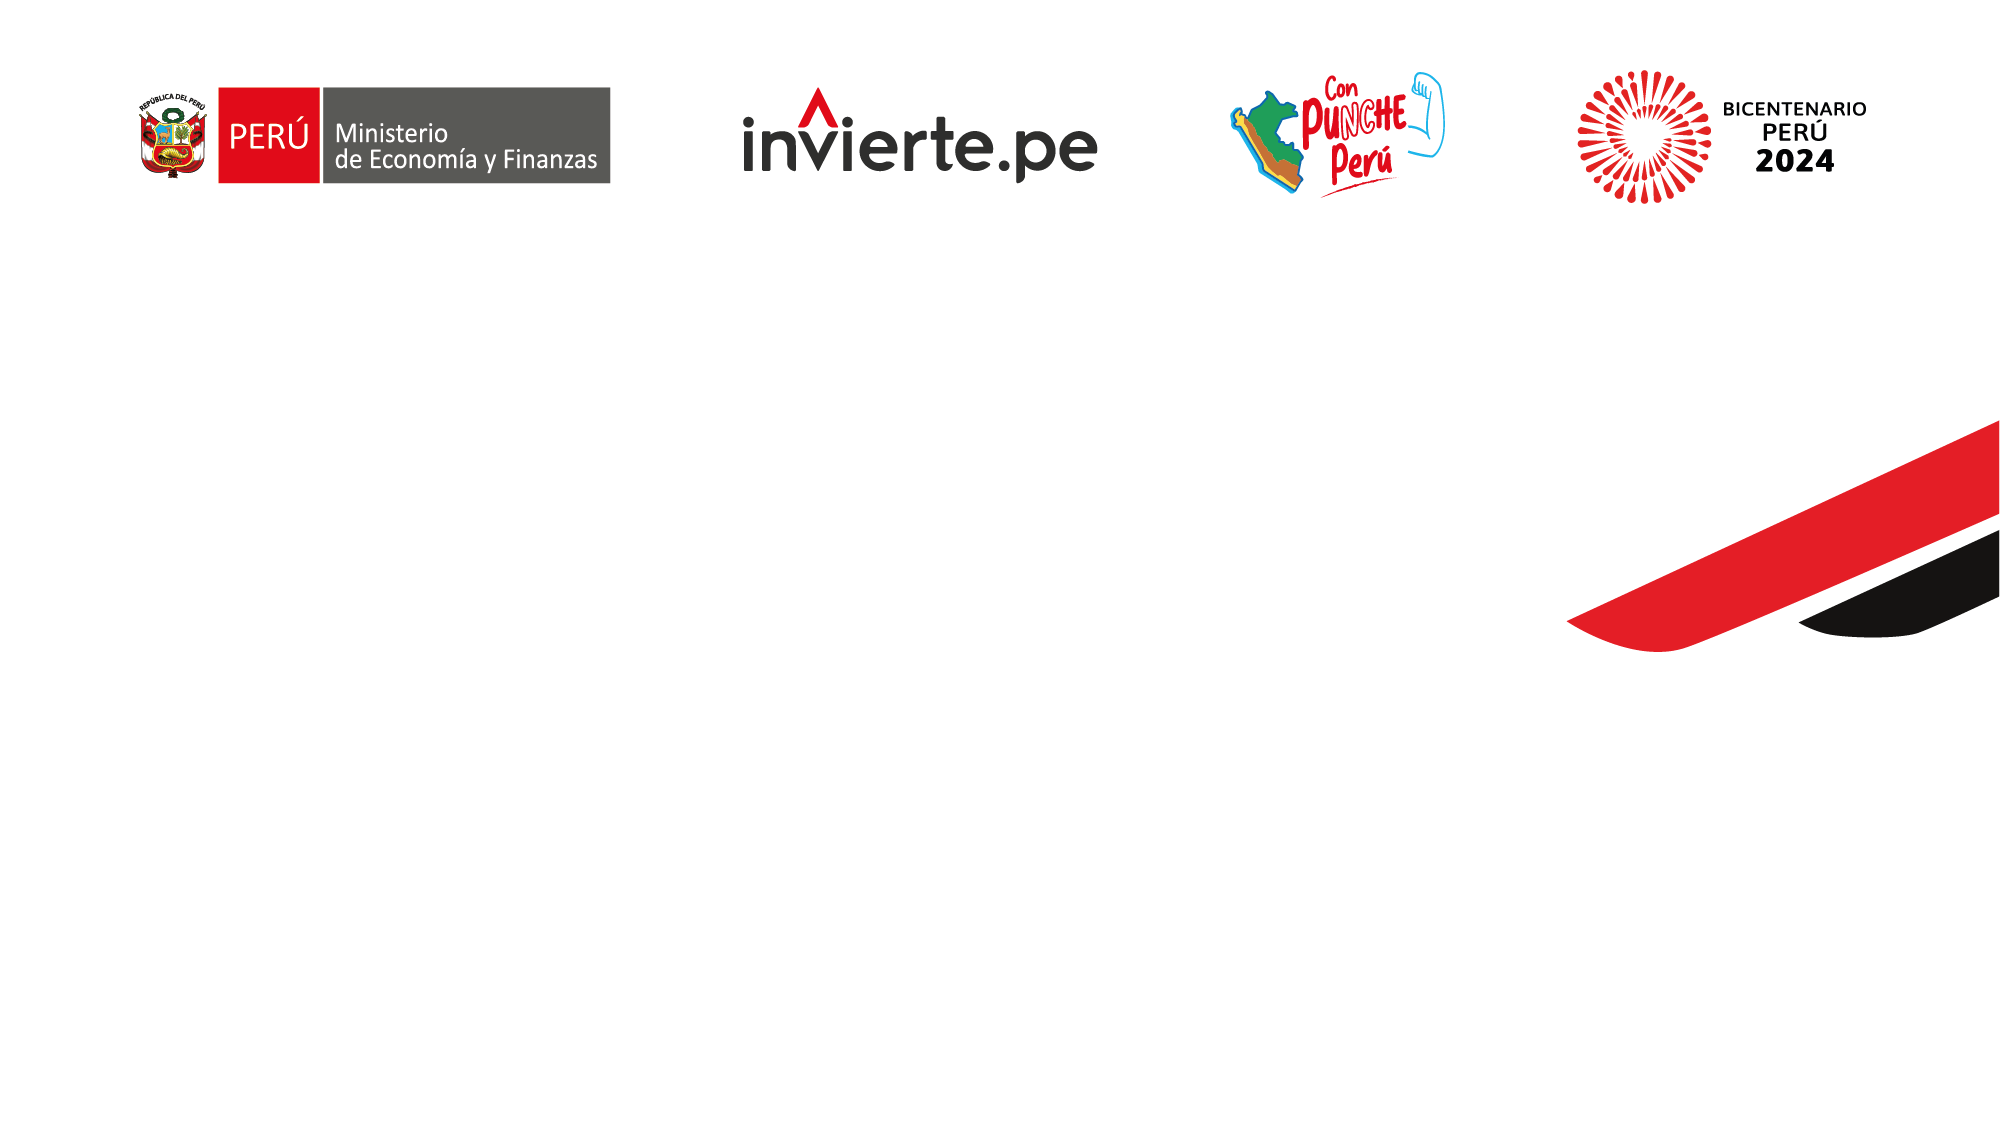 REPÚBLICA DEL PERÚ
PERÚ
Ministerio
de Economía y Finanzas
invierte.pe
Con
PUNCHE
Perú
BICENTENARIO
PERÚ
2024